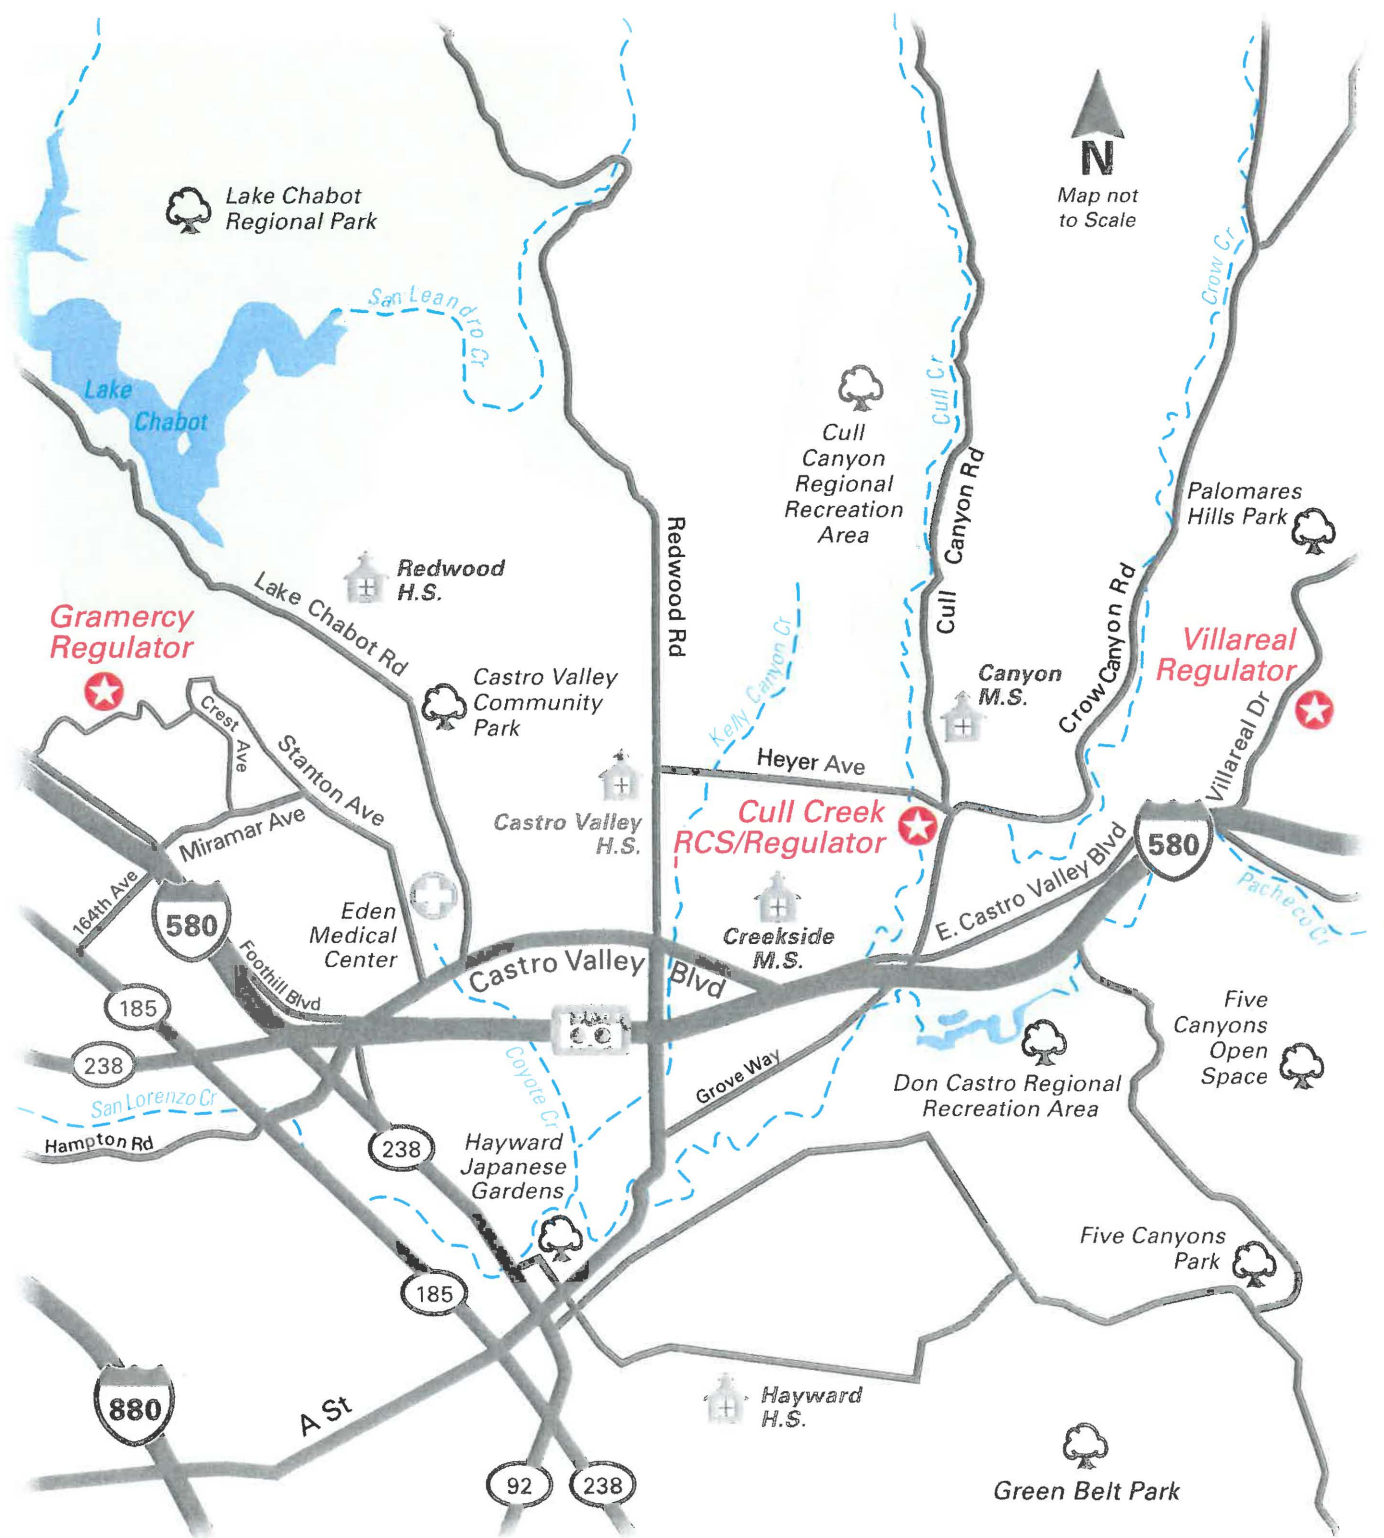 N
Map not
to Scale
Lake Chabot
Regional Park
San Leandro Cr
Crow Cr
Cull Cr
Lake
Chabot
Cull
Canyon
Regional
Recreation
Area
Cull Canyon Rd
Palomares
Hills Park
Redwood
H.S.
Redwood Rd
Lake Chabot Rd
Crow Canyon Rd
Gramercy
Regulator
Villareal
Regulator
Kelly Canyon Cr
Castro Valley
Community
Park
Canyon
M.S.
Crest
Ave
Stanton Ave
Villareal Dr
Heyer Ave
Miramar Ave
Castro Valley
H.S.
Cull Creek
RCS/Regulator
580
E. Castro Valley Blvd
164th Ave
Pacheco Cr
580
Eden
Medical
Center
Creekside
M.S.
Foothill Blvd
Castro Valley Blvd
185
238
Five
Canyons
Open
Space
Coyote Cr
Grove Way
Don Castro Regional
Recreation Area
San Lorenzo Cr
Hampton Rd
238
Hayward
Japanese
Gardens
Five Canyons
Park
185
880
A St
Hayward
H.S.
92
238
Green Belt Park